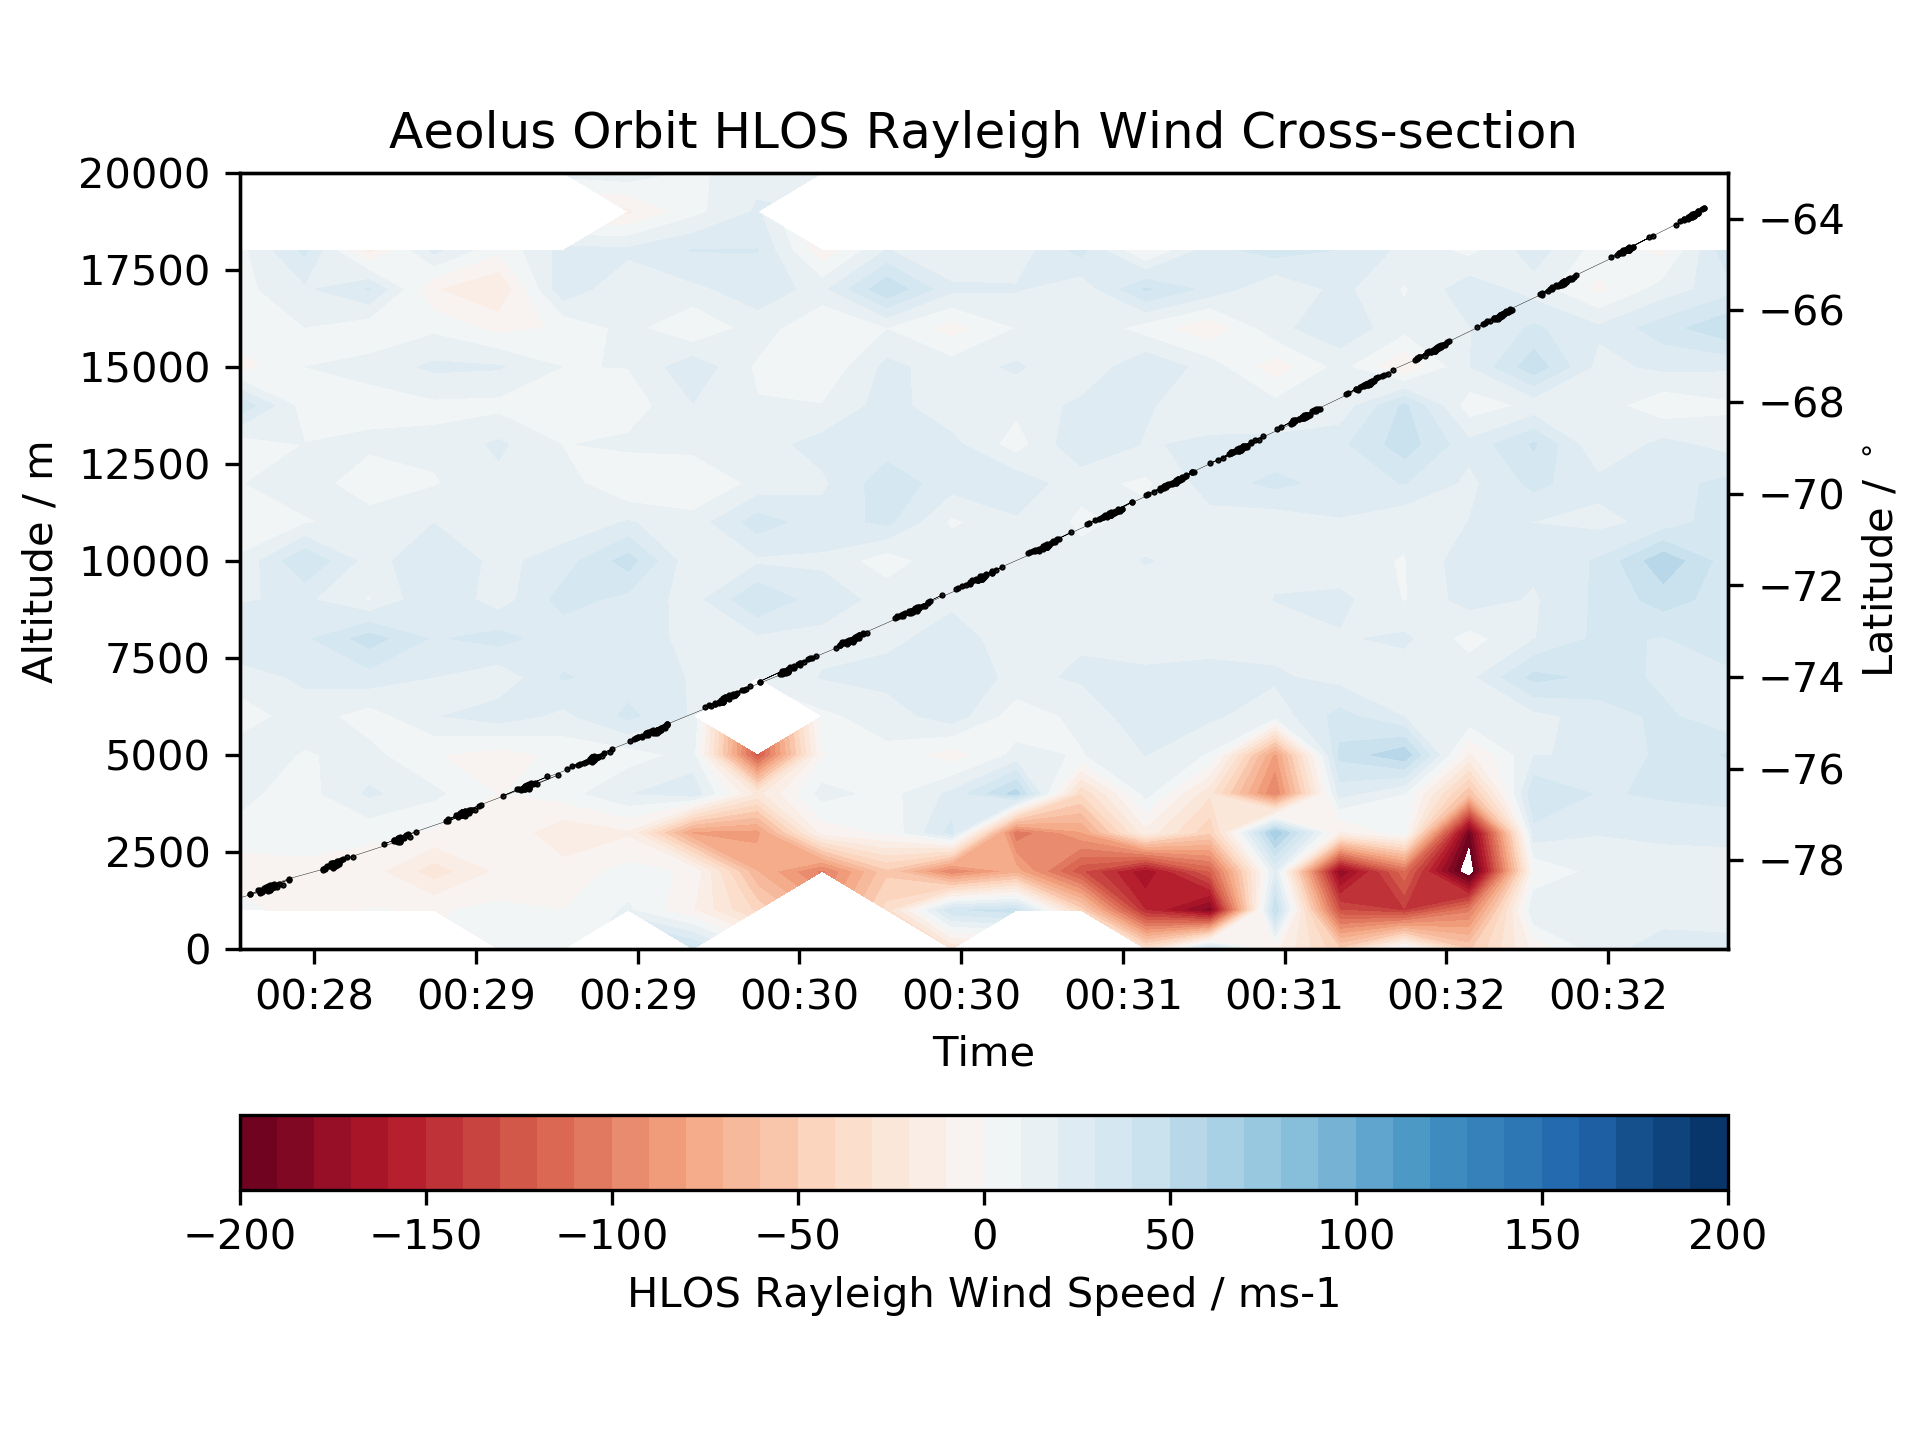 Aeolus Orbit HLOS Rayleigh Wind Cross-section
20000
17500
15000
12500
10000
7500
5000
2500
0
Altitude / m
−64
−66
−68
−70
−72
−74
−76
−78
Latitude / °
00:28 00:29 00:29 00:30 00:30 00:31 00:31 00:32 00:32
Time
−200 −150 −100 −50 0 50 100 150 200
HLOS Rayleigh Wind Speed / ms-1